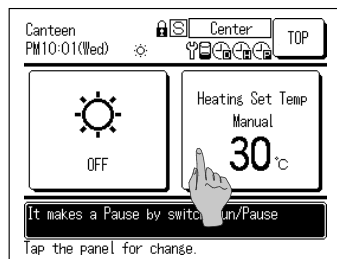 Canteen
S Center
TOP
PM10:01(Wed)
Heating Set Temp
Manual
30°C
OFF
It makes a Pause by swit un/Pause
Tap the panel for change.